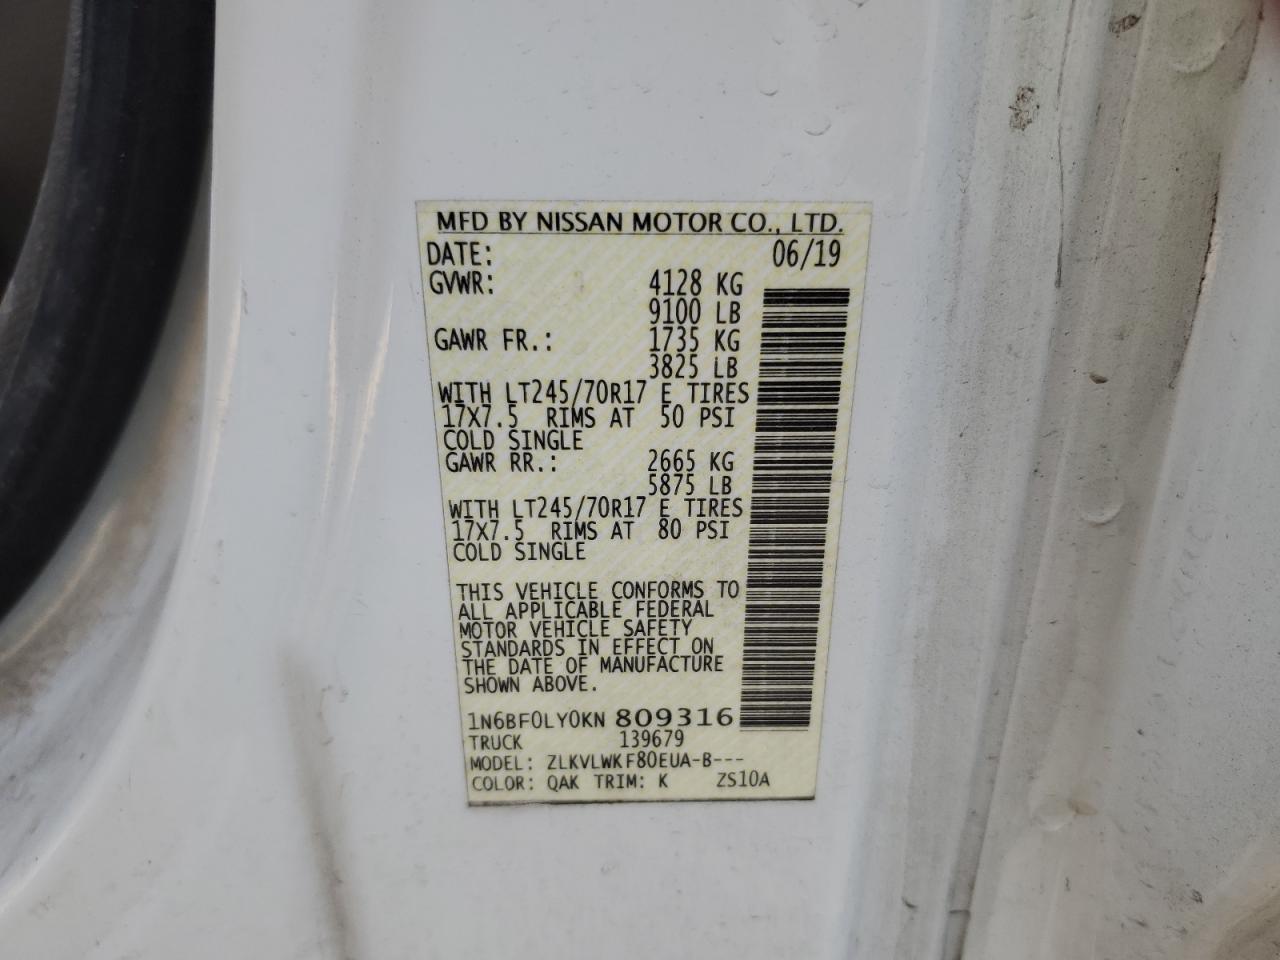 MFD BY NISSAN MOTOR CO., LTD.
DATE: 06/19
GVWR: 4128 KG
9100 LB
GAWR FR.: 1735 KG
3825 LB
WITH LT245/70R17 E TIRES
17X7.5 RIMS AT 50 PSI
COLD SINGLE
GAWR RR.: 2665 KG
5875 LB
WITH LT245/70R17 E TIRES
17X7.5 RIMS AT 80 PSI
COLD SINGLE
THIS VEHICLE CONFORMS TO
ALL APPLICABLE FEDERAL
MOTOR VEHICLE SAFETY
STANDARDS IN EFFECT ON
THE DATE OF MANUFACTURE
SHOWN ABOVE.
1N6BF0LY0KN 809316
TRUCK 139679
MODEL: ZLKVLWKF80EUA-B---
COLOR: QAK TRIM: K ZS10A